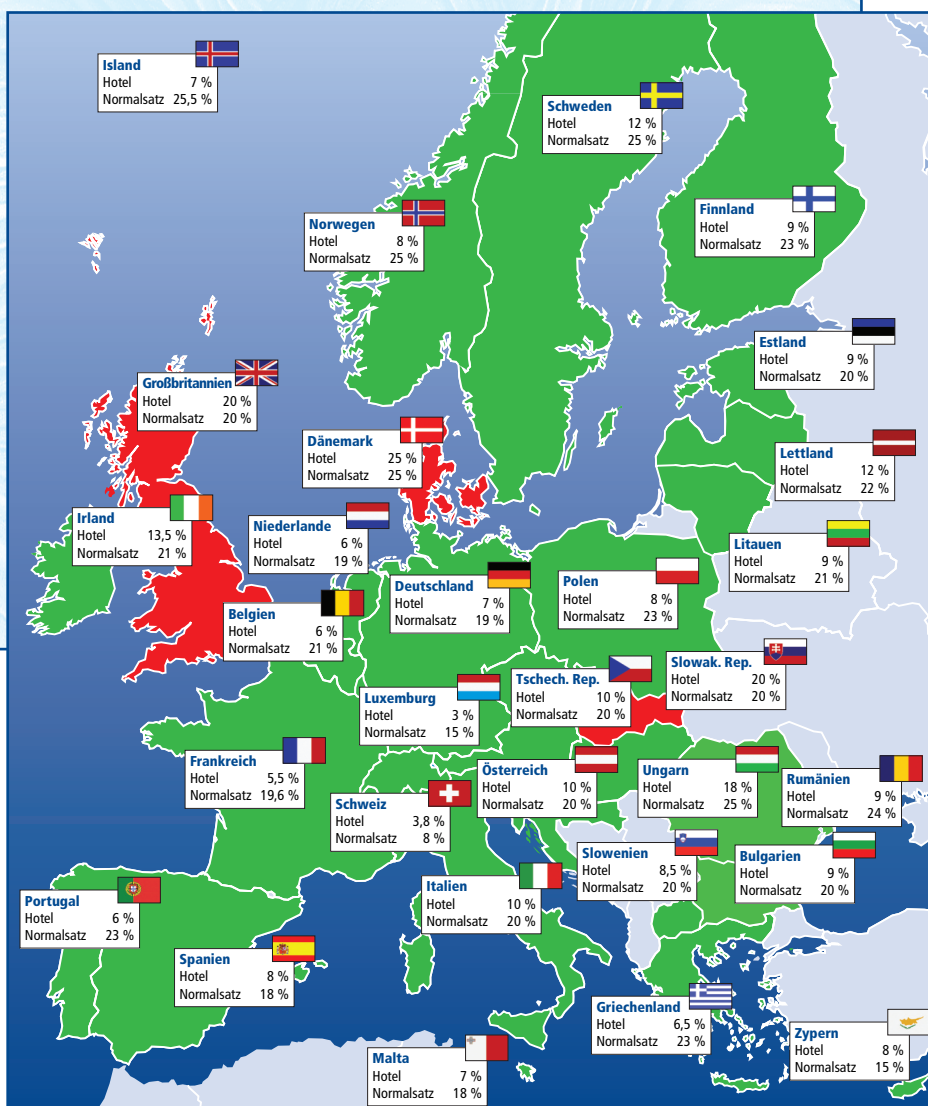 Island
Hotel 7 %
Normalsatz 25,5 %
Schweden
Hotel 12 %
Normalsatz 25 %
Finnland
Hotel 9 %
Normalsatz 23 %
Norwegen
Hotel 8 %
Normalsatz 25 %
Estland
Hotel 9 %
Normalsatz 20 %
Großbritannien
Hotel 20 %
Normalsatz 20 %
Dänemark
Hotel 25 %
Normalsatz 25 %
Lettland
Hotel 12 %
Normalsatz 22 %
Irland
Hotel 13,5 %
Normalsatz 21 %
Niederlande
Hotel 6 %
Normalsatz 19 %
Litauen
Hotel 9 %
Normalsatz 21 %
Deutschland
Hotel 7 %
Normalsatz 19 %
Polen
Hotel 8 %
Normalsatz 23 %
Belgien
Hotel 6 %
Normalsatz 21 %
Slowak. Rep.
Hotel 20 %
Normalsatz 20 %
Tschech. Rep.
Hotel 10 %
Normalsatz 20 %
Luxemburg
Hotel 3 %
Normalsatz 15 %
Frankreich
Hotel 5,5 %
Normalsatz 19,6 %
Österreich
Hotel 10 %
Normalsatz 20 %
Ungarn
Hotel 18 %
Normalsatz 25 %
Rumänien
Hotel 9 %
Normalsatz 24 %
Schweiz
Hotel 3,8 %
Normalsatz 8 %
Slowenien
Hotel 8,5 %
Normalsatz 20 %
Bulgarien
Hotel 9 %
Normalsatz 20 %
Italien
Hotel 10 %
Normalsatz 20 %
Portugal
Hotel 6 %
Normalsatz 23 %
Spanien
Hotel 8 %
Normalsatz 18 %
Griechenland
Hotel 6,5 %
Normalsatz 23 %
Zypern
Hotel 8 %
Normalsatz 15 %
Malta
Hotel 7 %
Normalsatz 18 %